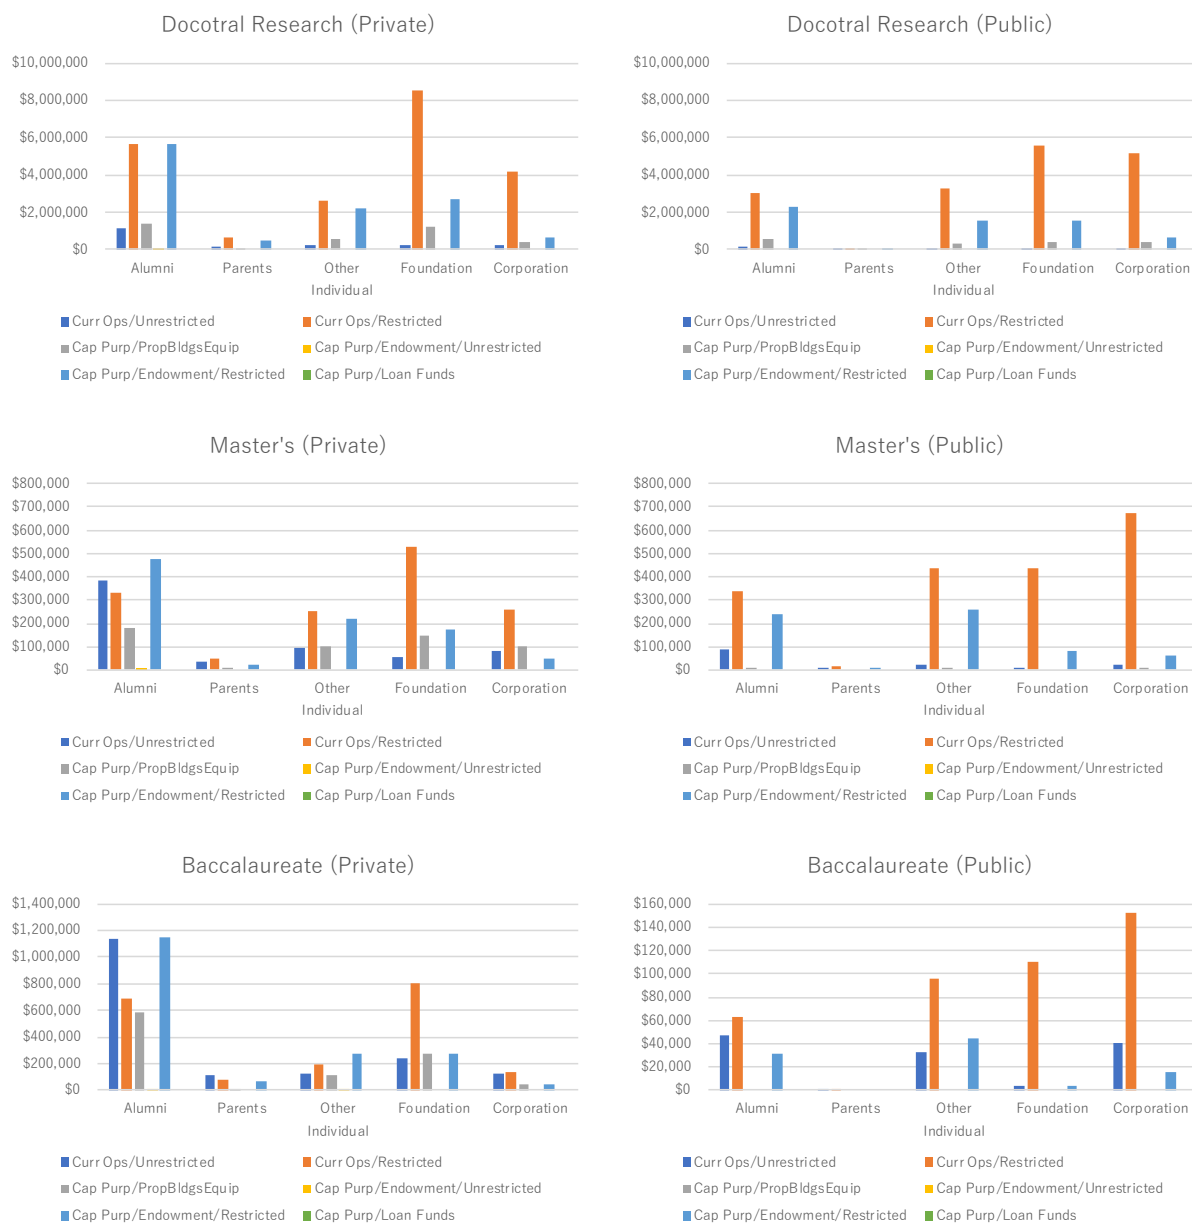 Docotral Research (Private)
$10,000,000
$8,000,000
$6,000,000
$4,000,000
$2,000,000
$0
Alumni Parents Other Foundation Corporation
Individual
Curr Ops/Unrestricted Curr Ops/Restricted
Cap Purp/PropBldgsEquip Cap Purp/Endowment/Unrestricted
Cap Purp/Endowment/Restricted Cap Purp/Loan Funds
Docotral Research (Public)
$10,000,000
$8,000,000
$6,000,000
$4,000,000
$2,000,000
$0
Alumni Parents Other Foundation Corporation
Individual
Curr Ops/Unrestricted Curr Ops/Restricted
Cap Purp/PropBldgsEquip Cap Purp/Endowment/Unrestricted
Cap Purp/Endowment/Restricted Cap Purp/Loan Funds
Master's (Private)
$800,000
$700,000
$600,000
$500,000
$400,000
$300,000
$200,000
$100,000
$0
Alumni Parents Other Foundation Corporation
Individual
Curr Ops/Unrestricted Curr Ops/Restricted
Cap Purp/PropBldgsEquip Cap Purp/Endowment/Unrestricted
Cap Purp/Endowment/Restricted Cap Purp/Loan Funds
Master's (Public)
$800,000
$700,000
$600,000
$500,000
$400,000
$300,000
$200,000
$100,000
$0
Alumni Parents Other Foundation Corporation
Individual
Curr Ops/Unrestricted Curr Ops/Restricted
Cap Purp/PropBldgsEquip Cap Purp/Endowment/Unrestricted
Cap Purp/Endowment/Restricted Cap Purp/Loan Funds
Baccalaureate (Private)
$1,400,000
$1,200,000
$1,000,000
$800,000
$600,000
$400,000
$200,000
$0
Alumni Parents Other Foundation Corporation
Individual
Curr Ops/Unrestricted Curr Ops/Restricted
Cap Purp/PropBldgsEquip Cap Purp/Endowment/Unrestricted
Cap Purp/Endowment/Restricted Cap Purp/Loan Funds
Baccalaureate (Public)
$160,000
$140,000
$120,000
$100,000
$80,000
$60,000
$40,000
$20,000
$0
Alumni Parents Other Foundation Corporation
Individual
Curr Ops/Unrestricted Curr Ops/Restricted
Cap Purp/PropBldgsEquip Cap Purp/Endowment/Unrestricted
Cap Purp/Endowment/Restricted Cap Purp/Loan Funds